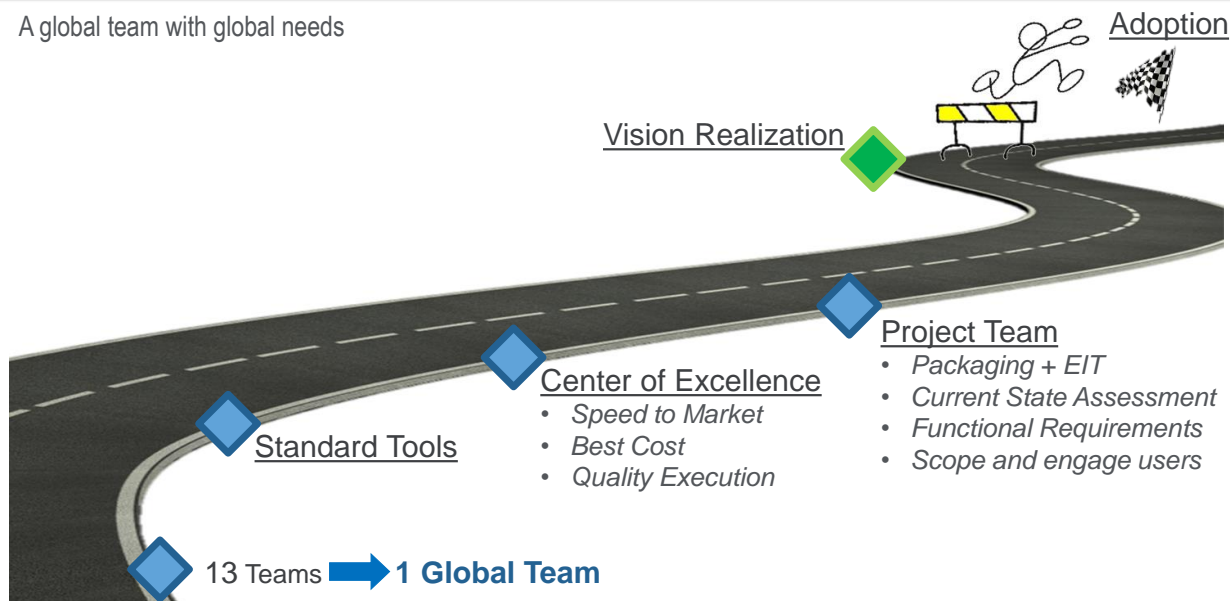 A global team with global needs
Adoption
Vision Realization
Project Team
• Packaging + EIT
• Current State Assessment
• Functional Requirements
• Scope and engage users
Center of Excellence
• Speed to Market
• Best Cost
• Quality Execution
Standard Tools
13 Teams 1 Global Team